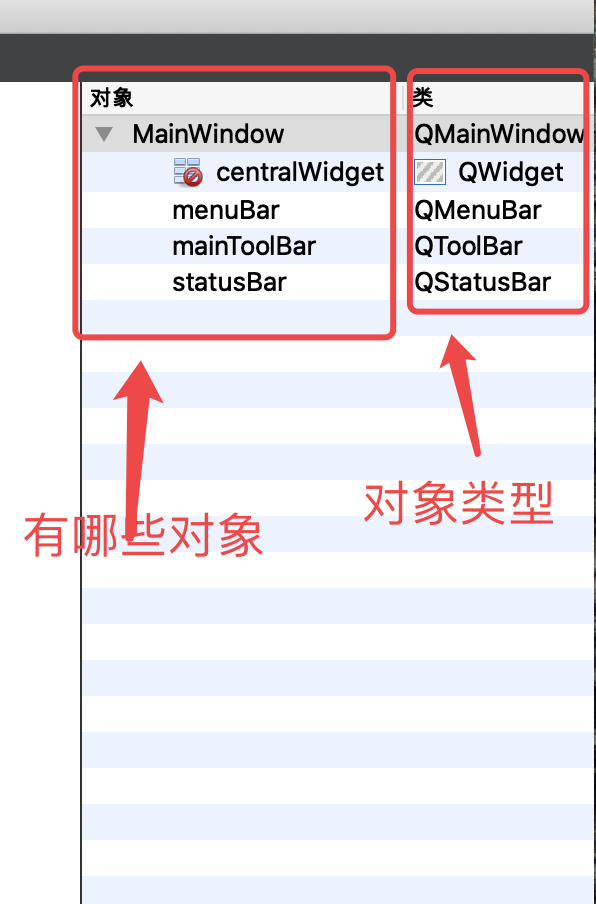 对象 类
MainWindow QMainWindow
centralWidget QWidget
menuBar QMenuBar
mainToolBar QToolBar
statusBar QStatusBar
对象类型
有哪些对象